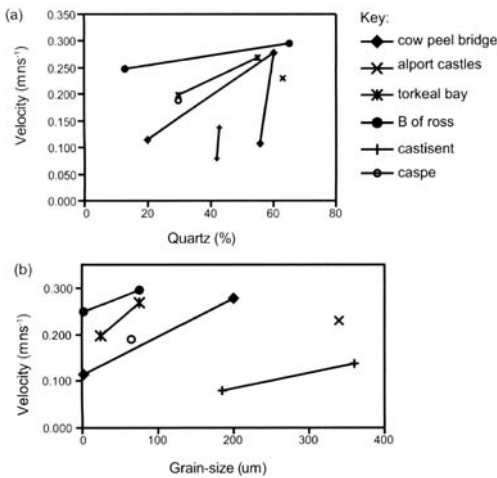 (a)
Velocity (mns⁻¹)
0.350
0.300
0.250
0.200
0.150
0.100
0.050
0.000
0 20 40 60 80
Quartz (%)
Key:
cow peel bridge
alport castles
torkeal bay
B of ross
castisent
caspe
(b)
Velocity (mns⁻¹)
0.300
0.200
0.100
0.000
0 100 200 300 400
Grain-size (um)